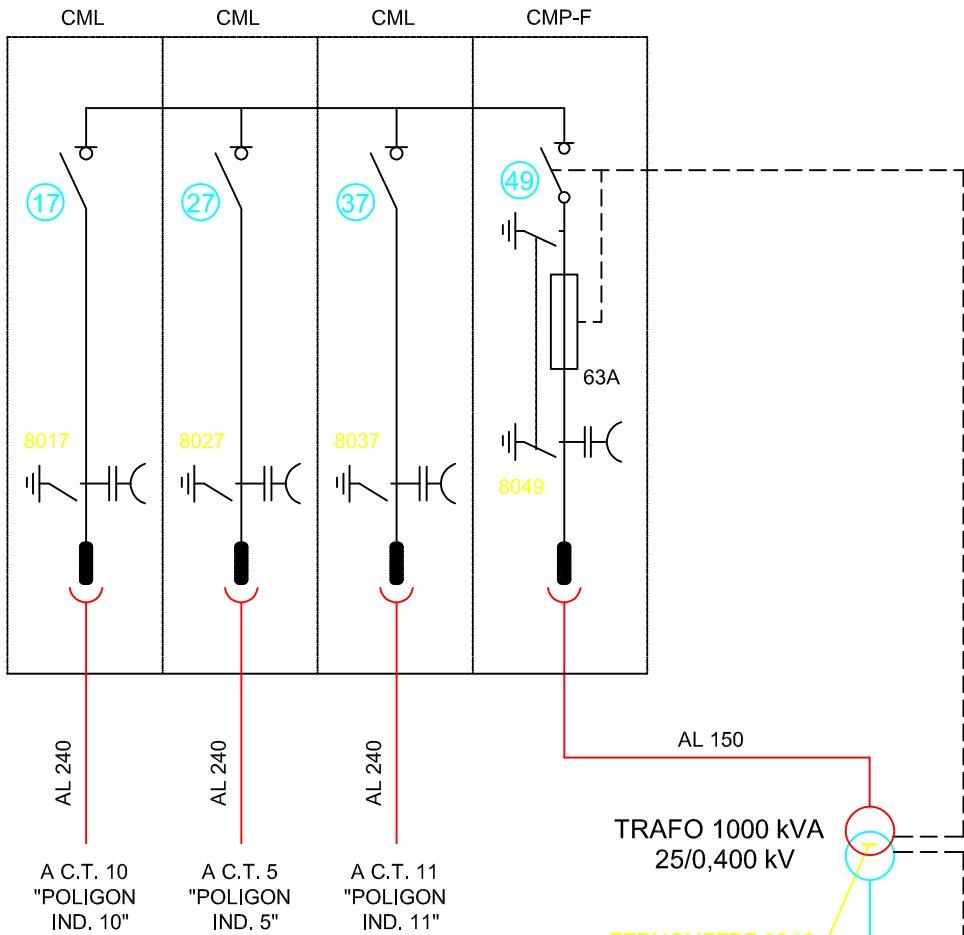 CML
CML
CML
CMP-F
17
27
37
49
63A
8017
8027
8037
8049
AL 240
AL 240
AL 240
AL 150
TRAFO 1000 kVA
25/0,400 kV
A C.T. 10
"POLIGON
IND. 10"
A C.T. 5
"POLIGON
IND. 5"
A C.T. 11
"POLIGON
IND. 11"